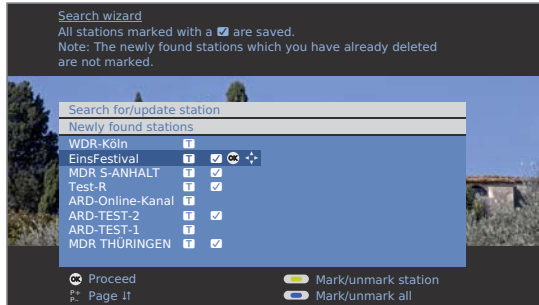 Search wizard
All stations marked with a ✓ are saved.
Note: The newly found stations which you have already deleted
are not marked.
Search for/update station
Newly found stations
WDR-Köln T
EinsFestival T ✓ OK
MDR S-ANHALT T ✓
Test-R T ✓
ARD-Online-Kanal T
ARD-TEST-2 T ✓
ARD-TEST-1 T
MDR THÜRINGEN T ✓
OK Proceed
Mark/unmark station
P+ P- Page ↓↑
Mark/unmark all